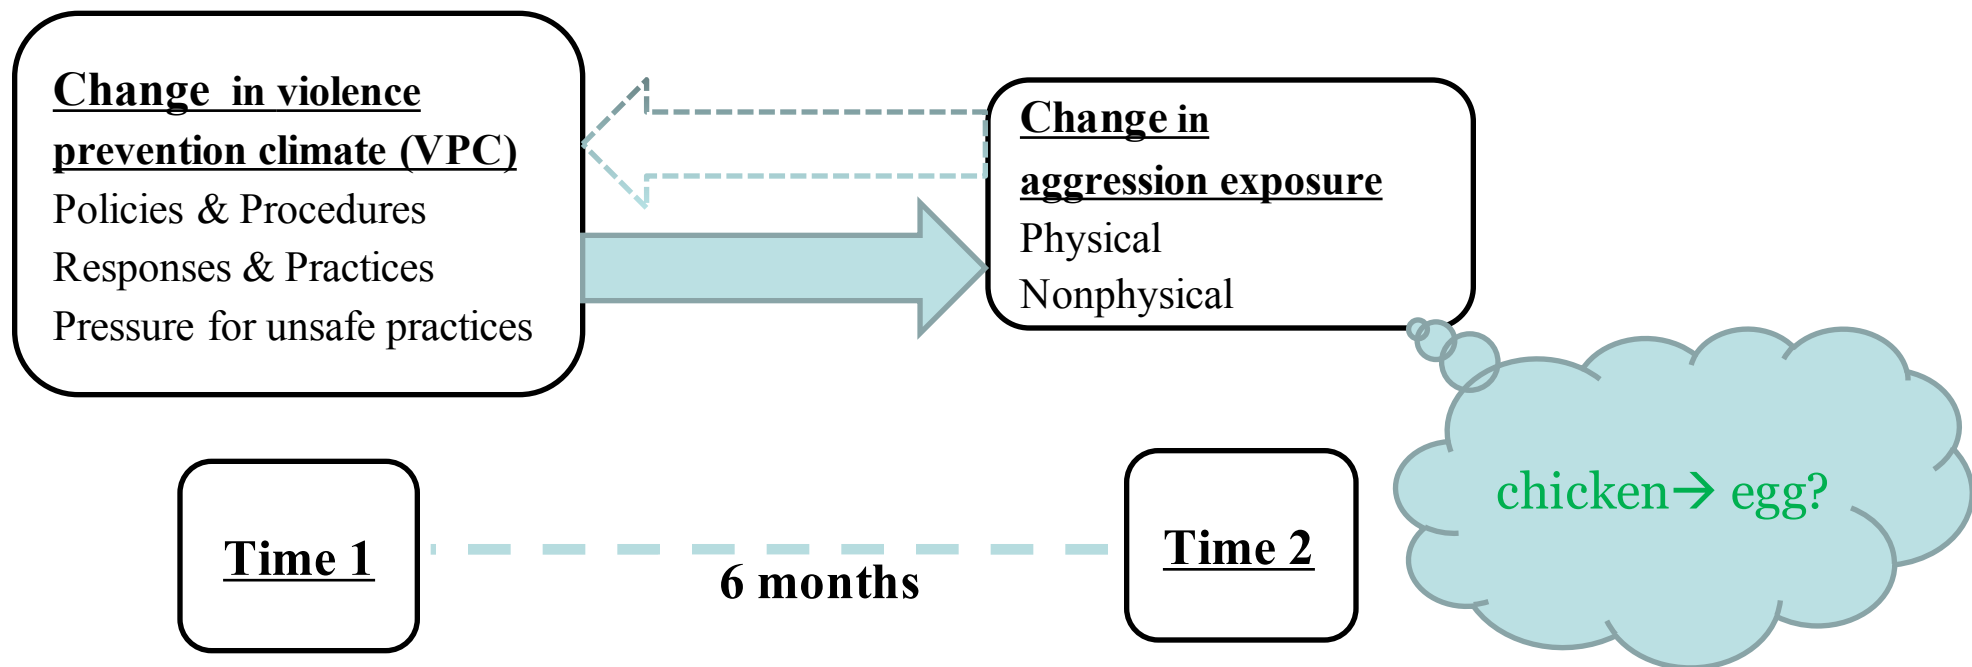 Change in violence
prevention climate (VPC)
Policies & Procedures
Responses & Practices
Pressure for unsafe practices
Change in
aggression exposure
Physical
Nonphysical
chicken→ egg?
Time 1
6 months
Time 2